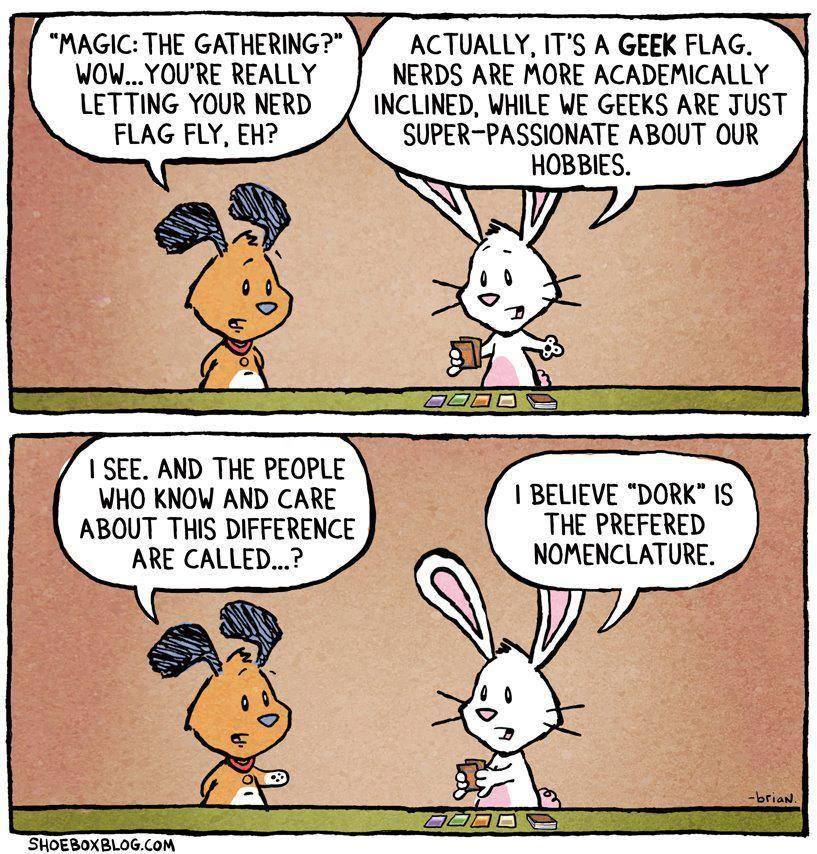 "MAGIC: THE GATHERING?"
WOW...YOU'RE REALLY
LETTING YOUR NERD
FLAG FLY, EH?
ACTUALLY, IT'S A GEEK FLAG.
NERDS ARE MORE ACADEMICALLY
INCLINED, WHILE WE GEEKS ARE JUST
SUPER-PASSIONATE ABOUT OUR
HOBBIES.
I SEE. AND THE PEOPLE
WHO KNOW AND CARE
ABOUT THIS DIFFERENCE
ARE CALLED...?
I BELIEVE "DORK" IS
THE PREFERED
NOMENCLATURE.
-brian.
SHOEBOXBLOG.COM